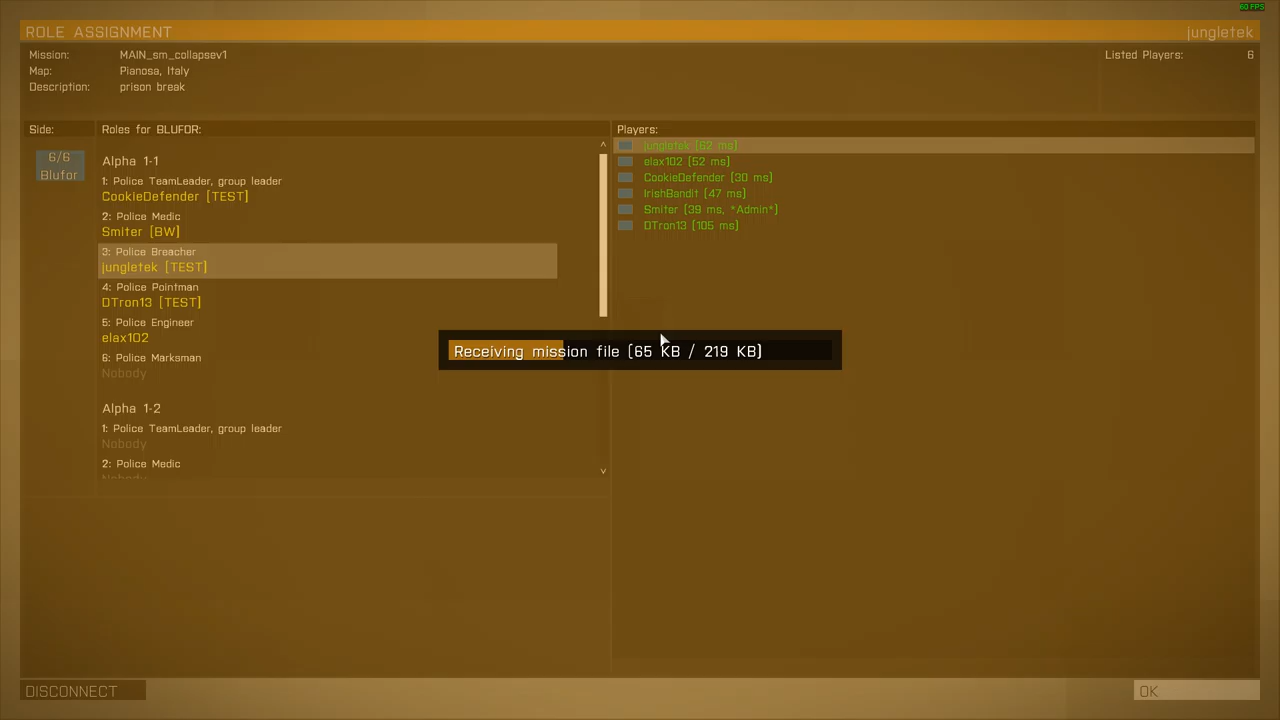 60 FPS
ROLE ASSIGNMENT
jungletek
Mission: MAIN_sm_collapsev1
Map: Pianosa, Italy
Description: prison break
Listed Players: 6
Side:
6/6
Blufor
Roles for BLUFOR:
Alpha 1-1
1: Police TeamLeader, group leader
CookieDefender [TEST]
2: Police Medic
Smiter [BW]
3: Police Breacher
jungletek [TEST]
4: Police Pointman
DTron13 [TEST]
5: Police Engineer
elax102
6: Police Marksman
Nobody
Alpha 1-2
1: Police TeamLeader, group leader
Nobody
2: Police Medic
Nobody
Players:
jungletek (62 ms)
elax102 (52 ms)
CookieDefender (30 ms)
IrishBandit (47 ms)
Smiter (39 ms, *Admin*)
DTron13 (105 ms)
Receiving mission file (65 KB / 219 KB)
DISCONNECT
OK